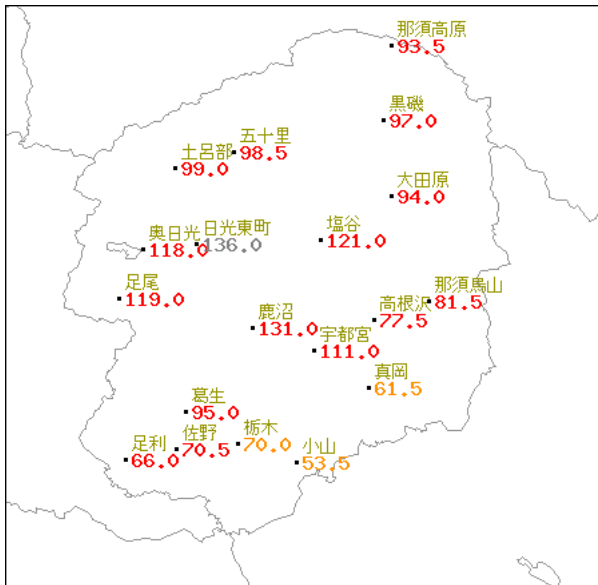 那須高原
93.5
黒磯
97.0
五十里
98.5
土呂部
99.0
大田原
94.0
日光東町
136.0
奥日光
118.0
塩谷
121.0
足尾
119.0
那須烏山
81.5
高根沢
77.5
鹿沼
131.0
宇都宮
111.0
真岡
61.5
葛生
95.0
栃木
70.0
佐野
70.5
足利
66.0
小山
53.5